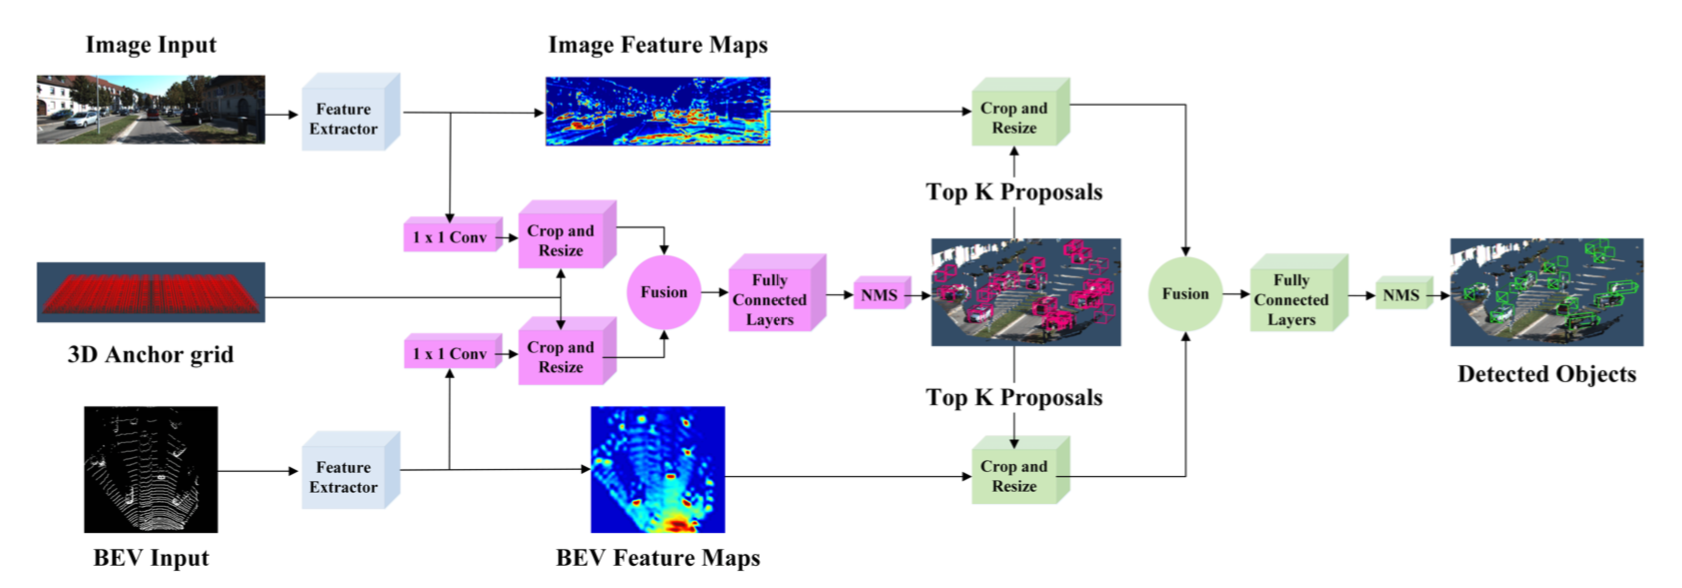 Image Input
Image Feature Maps
Feature
Extractor
Crop and
Resize
Top K Proposals
1 x 1 Conv
Crop and
Resize
Fusion
Fully
Connected
Layers
NMS
Fusion
Fully
Connected
Layers
NMS
3D Anchor grid
1 x 1 Conv
Crop and
Resize
Detected Objects
Top K Proposals
Feature
Extractor
Crop and
Resize
BEV Input
BEV Feature Maps